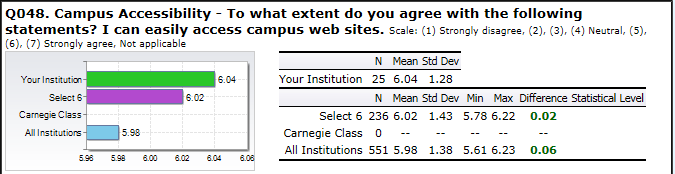 Q048. Campus Accessibility - To what extent do you agree with the following
statements? I can easily access campus web sites. Scale: (1) Strongly disagree, (2), (3), (4) Neutral, (5),
(6), (7) Strongly agree, Not applicable
Your Institution 6.04
Select 6 6.02
Carnegie Class
All Institutions 5.98
5.96 5.98 6.00 6.02 6.04 6.06
N Mean Std Dev
Your Institution 25 6.04 1.28
N Mean Std Dev Min Max Difference Statistical Level
Select 6 236 6.02 1.43 5.78 6.22 0.02
Carnegie Class 0 -- -- -- -- --
All Institutions 551 5.98 1.38 5.61 6.23 0.06